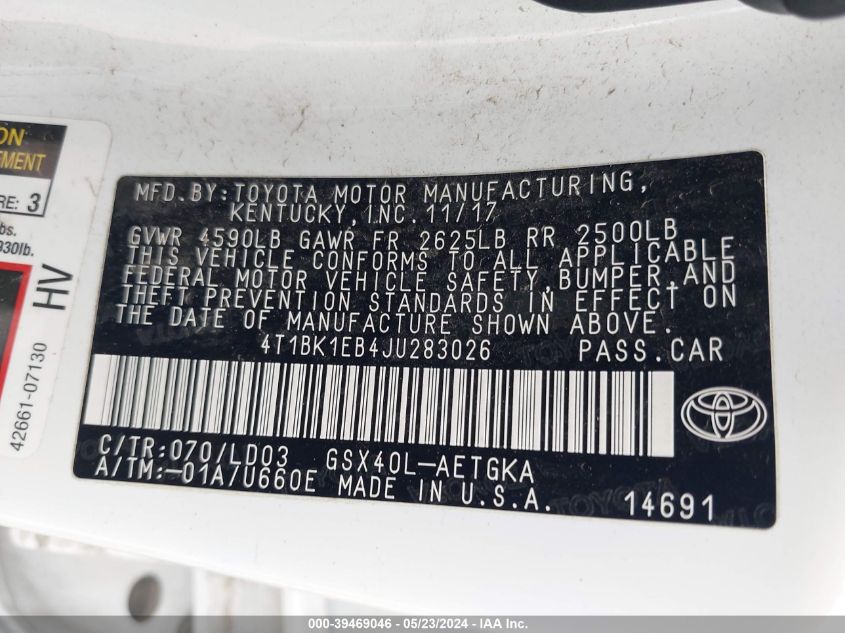 ON
EMENT
RE: 3
bs.
930lb.
HV
42661-07130
MFD.BY:TOYOTA MOTOR MANUFACTURING,
KENTUCKY,INC.11/17
GVWR 4590LB GAWR FR 2625LB RR 2500LB
THIS VEHICLE CONFORMS TO ALL APPLICABLE
FEDERAL MOTOR VEHICLE SAFETY,BUMPER,AND
THEFT PREVENTION STANDARDS IN EFFECT ON
THE DATE OF MANUFACTURE SHOWN ABOVE.
4T1BK1EB4JU283026 PASS.CAR
C/TR:070/LD03 GSX40L-AETGKA
A/TM:-01A/U660E MADE IN U.S.A. 14691
000-39469046 - 05/23/2024 - IAA Inc.